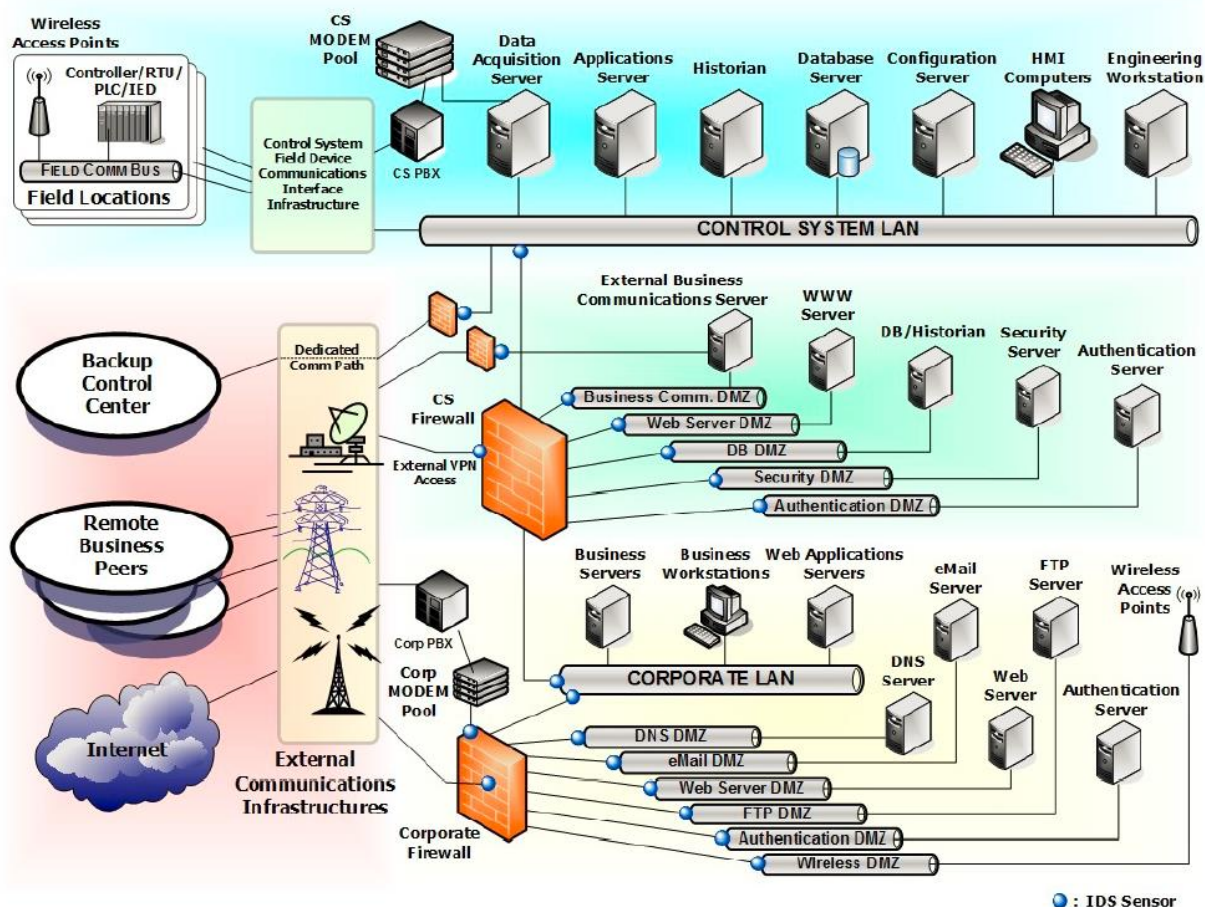 Wireless
Access Points
Controller/RTU/
PLC/IED
FIELD COMM BUS
Field Locations
CS
MODEM
Pool
CS PBX
Control System
Field Device
Communications
Interface
Infrastructure
Data
Acquisition
Server
Applications
Server
Historian
Database
Server
Configuration
Server
HMI
Computers
Engineering
Workstation
CONTROL SYSTEM LAN
External Business
Communications Server
WWW
Server
DB/Historian
Security
Server
Authentication
Server
Backup
Control
Center
Dedicated
Comm Path
CS
Firewall
External VPN
Access
Business Comm. DMZ
Web Server DMZ
DB DMZ
Security DMZ
Authentication DMZ
Remote
Business
Peers
Internet
External
Communications
Infrastructures
Corp PBX
Corp
MODEM
Pool
Corporate
Firewall
Business
Servers
Business
Workstations
Web Applications
Servers
eMail
Server
FTP
Server
Wireless
Access
Points
CORPORATE LAN
DNS
Server
Web
Server
Authentication
Server
DNS DMZ
eMail DMZ
Web Server DMZ
FTP DMZ
Authentication DMZ
Wireless DMZ
: IDS Sensor